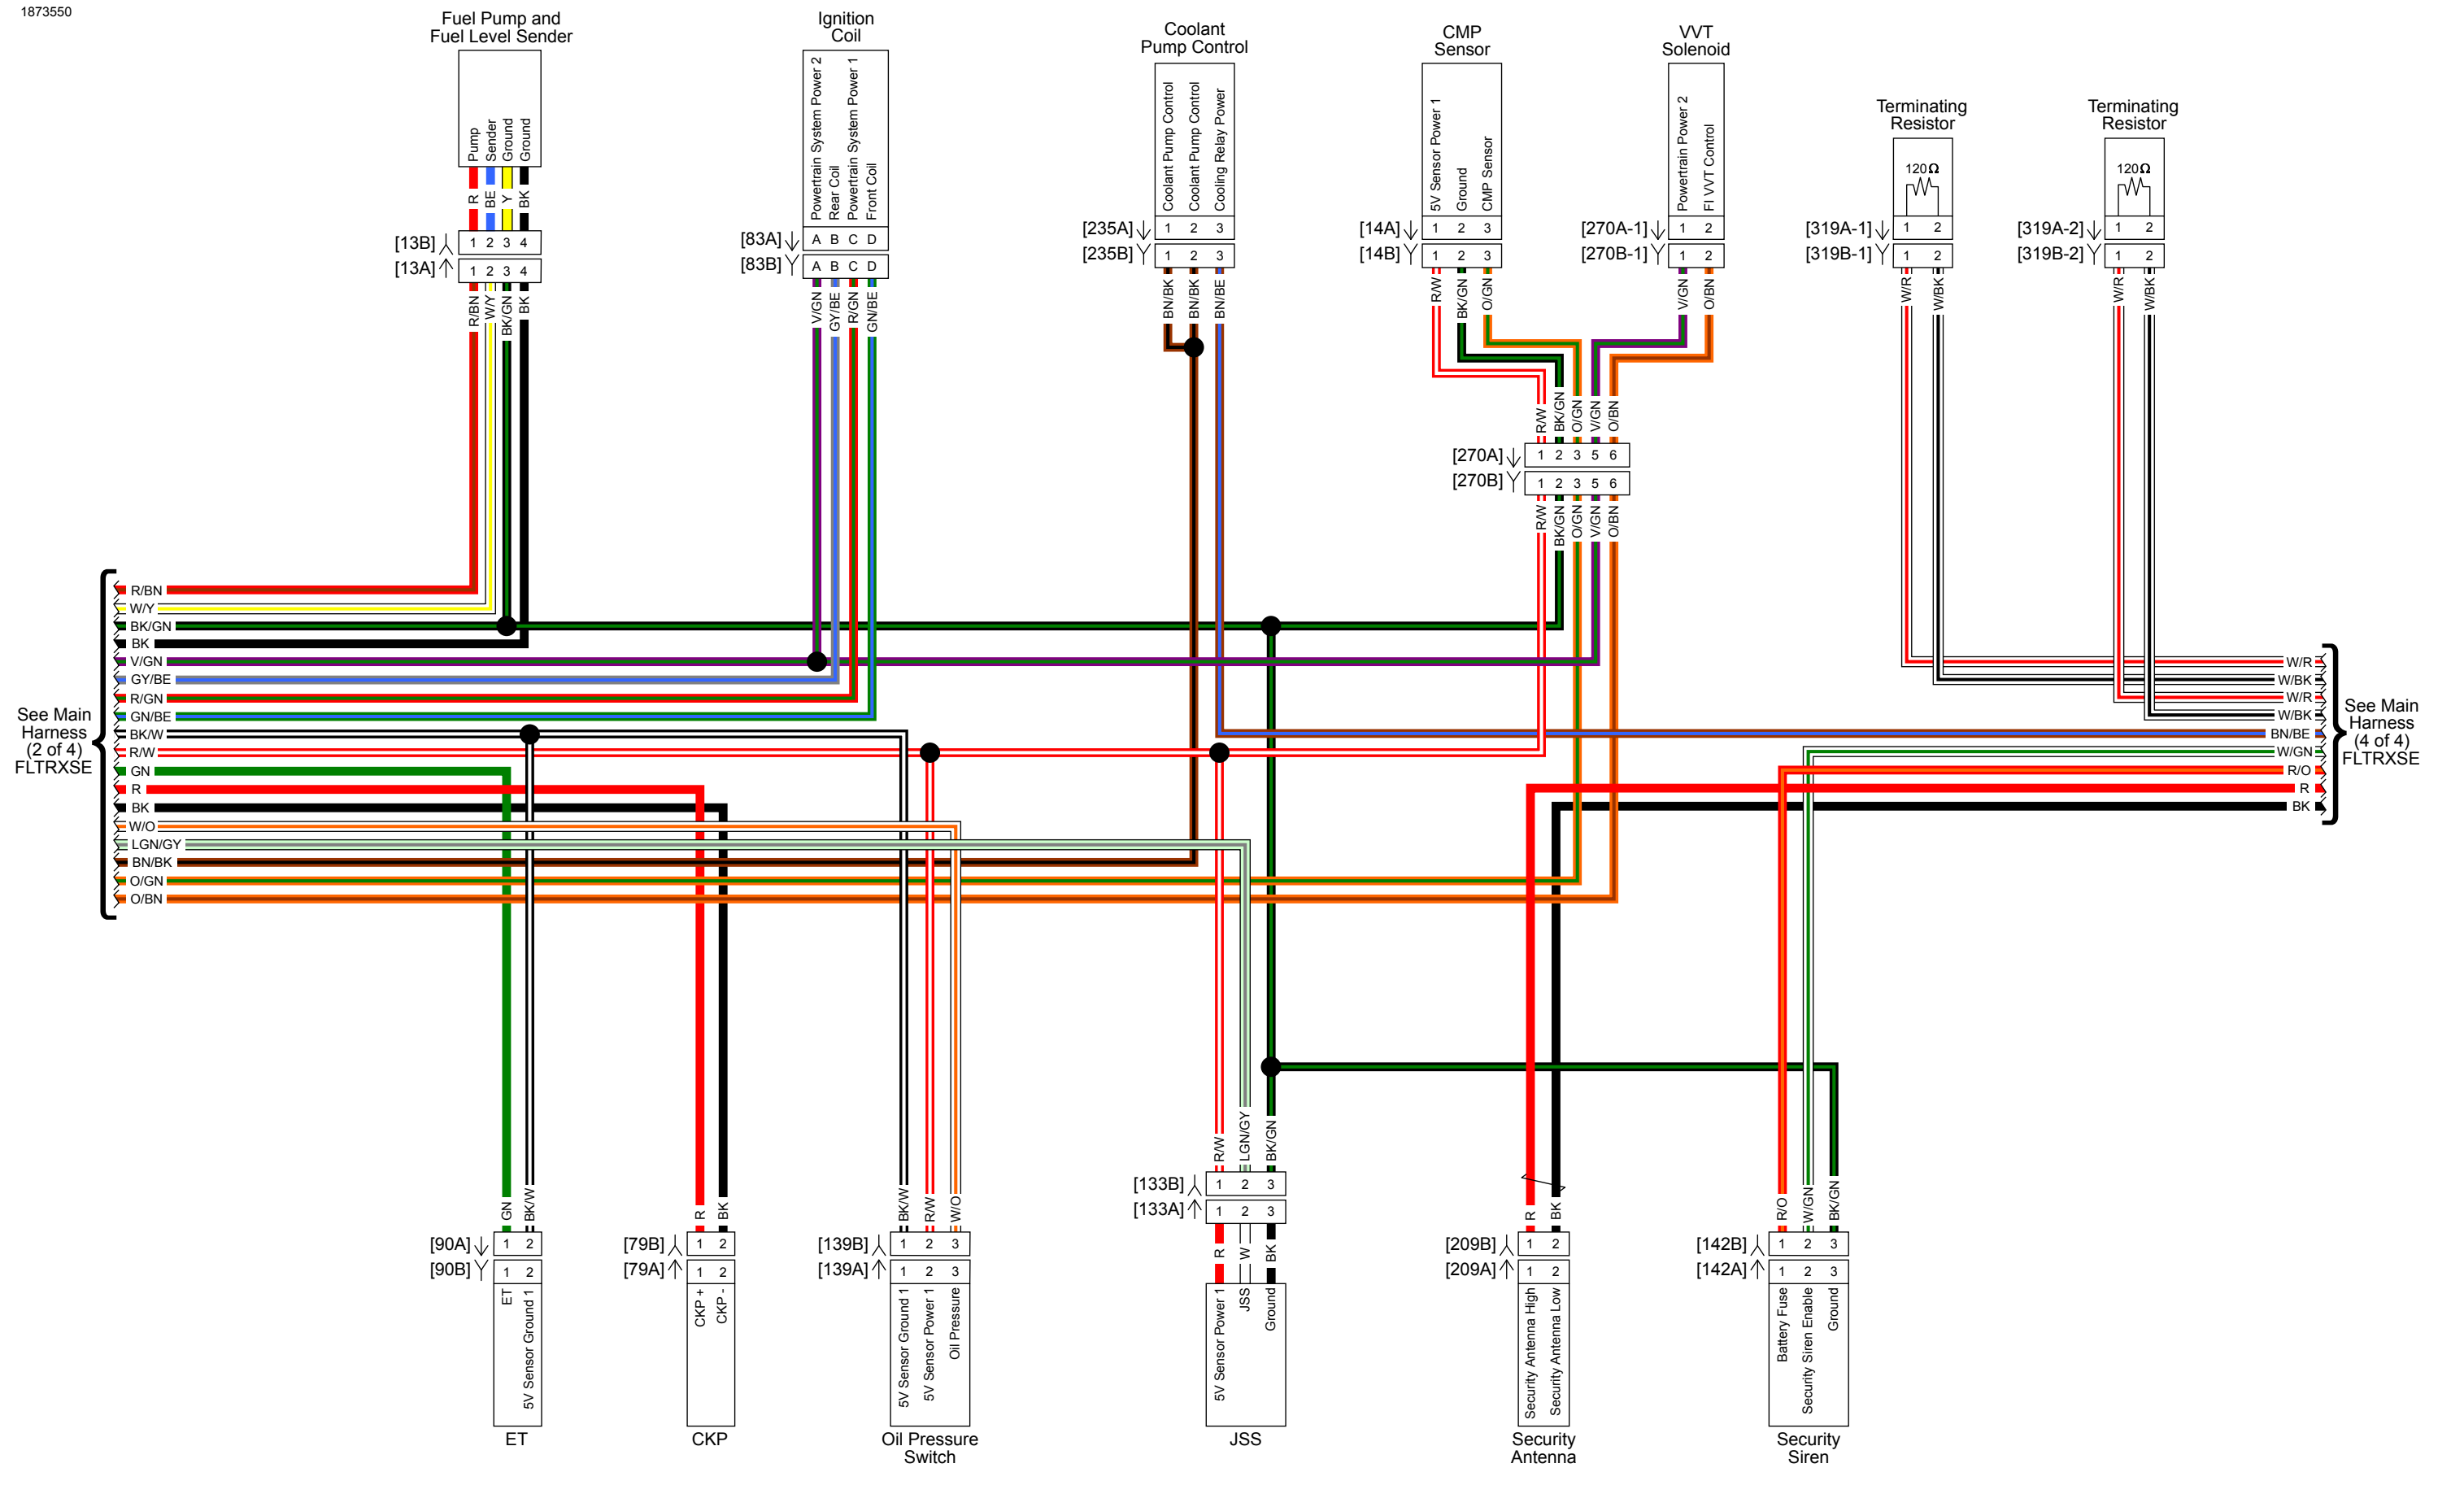 1873550
Fuel Pump and
Fuel Level Sender
Ignition
Coil
Coolant
Pump Control
CMP
Sensor
VVT
Solenoid
Terminating
Resistor
Terminating
Resistor
Pump
Sender
Ground
Ground
Powertrain System Power 2
Rear Coil
Powertrain System Power 1
Front Coil
Coolant Pump Control
Coolant Pump Control
Cooling Relay Power
5V Sensor Power 1
Ground
CMP Sensor
Powertrain Power 2
FI VVT Control
120Ω
120Ω
R
BE
Y
BK
[13B] 1 2 3 4
[13A] 1 2 3 4
[83A] A B C D
[83B] A B C D
[235A] 1 2 3
[235B] 1 2 3
[14A] 1 2 3
[14B] 1 2 3
[270A-1] 1 2
[270B-1] 1 2
[319A-1] 1 2
[319B-1] 1 2
[319A-2] 1 2
[319B-2] 1 2
R/BN
W/Y
BK/GN
BK
V/GN
GY/BE
R/GN
GN/BE
BN/BK
BN/BK
BN/BE
R/W
BK/GN
O/GN
V/GN
O/BN
W/R
W/BK
W/R
W/BK
R/W
BK/GN
O/GN
V/GN
O/BN
[270A] 1 2 3 5 6
[270B] 1 2 3 5 6
R/W
BK/GN
O/GN
V/GN
O/BN
See Main
Harness
(2 of 4)
FLTRXSE
R/BN
W/Y
BK/GN
BK
V/GN
GY/BE
R/GN
GN/BE
BK/W
R/W
GN
R
BK
W/O
LGN/GY
BN/BK
O/GN
O/BN
W/R
W/BK
W/R
W/BK
BN/BE
W/GN
R/O
R
BK
See Main
Harness
(4 of 4)
FLTRXSE
GN
BK/W
R
BK
BK/W
R/W
W/O
R/W
LGN/GY
BK/GN
R
BK
R/O
W/GN
BK/GN
[133B] 1 2 3
[133A] 1 2 3
R
W
BK
[90A] 1 2
[90B] 1 2
[79B] 1 2
[79A] 1 2
[139B] 1 2 3
[139A] 1 2 3
[209B] 1 2
[209A] 1 2
[142B] 1 2 3
[142A] 1 2 3
ET
5V Sensor Ground 1
CKP +
CKP -
5V Sensor Ground 1
5V Sensor Power 1
Oil Pressure
5V Sensor Power 1
JSS
Ground
Security Antenna High
Security Antenna Low
Battery Fuse
Security Siren Enable
Ground
ET
CKP
Oil Pressure
Switch
JSS
Security
Antenna
Security
Siren